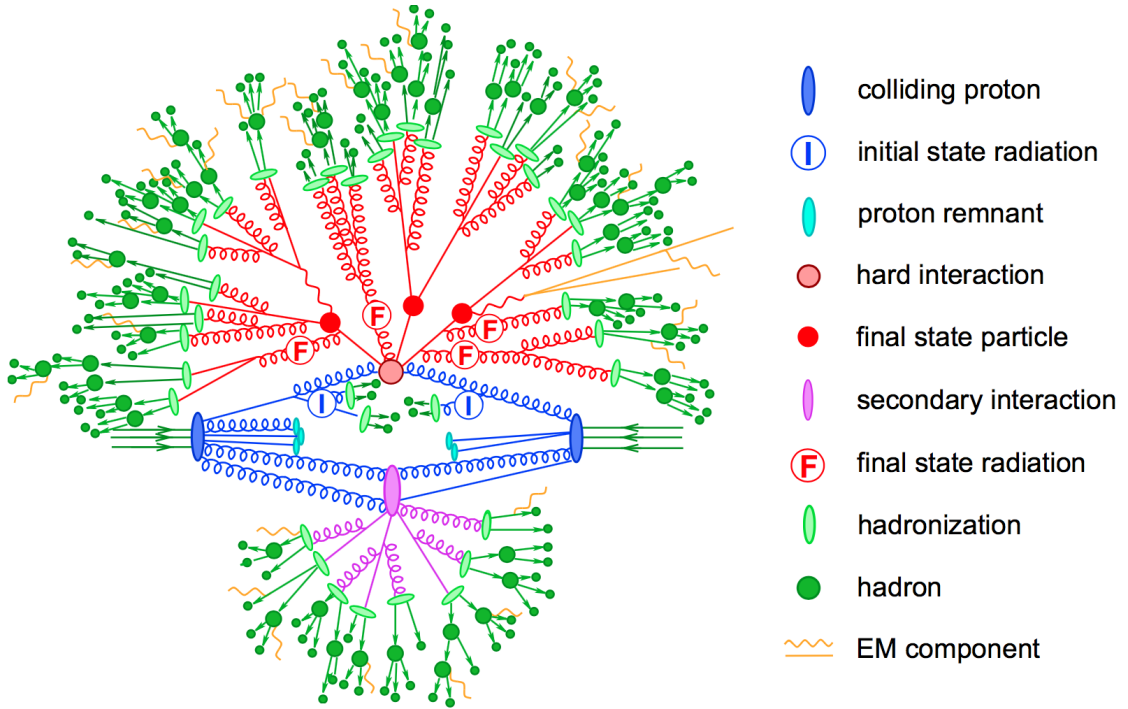 colliding proton
I initial state radiation
proton remnant
hard interaction
final state particle
secondary interaction
F final state radiation
hadronization
hadron
EM component
F
F
F
F
I
I